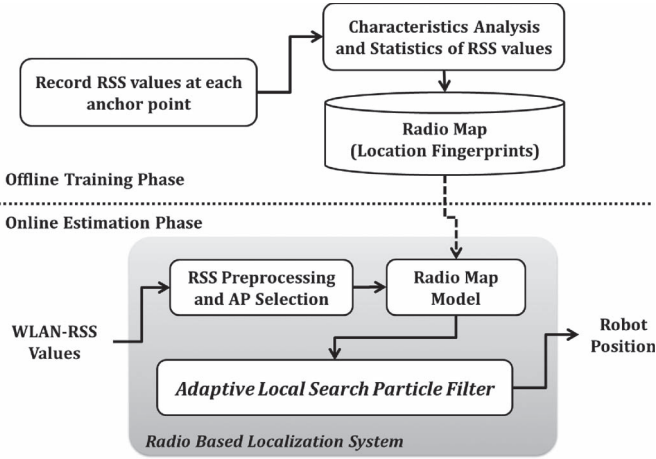 Characteristics Analysis
and Statistics of RSS values
Record RSS values at each
anchor point
Radio Map
(Location Fingerprints)
Offline Training Phase
Online Estimation Phase
RSS Preprocessing
and AP Selection
Radio Map
Model
WLAN-RSS
Values
Robot
Position
Adaptive Local Search Particle Filter
Radio Based Localization System